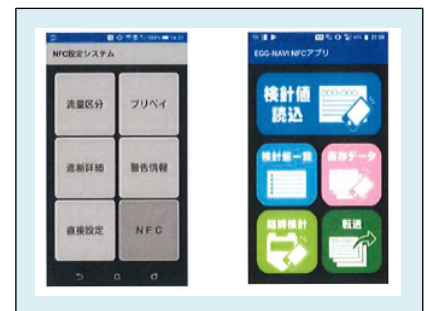 NFC設定システム
流量区分
プリペイ
遮断詳細
警告情報
直接設定
NFC
EGG-NAVI NFCアプリ
検針値
読込
検針値一覧
保存データ
随時検針
転送